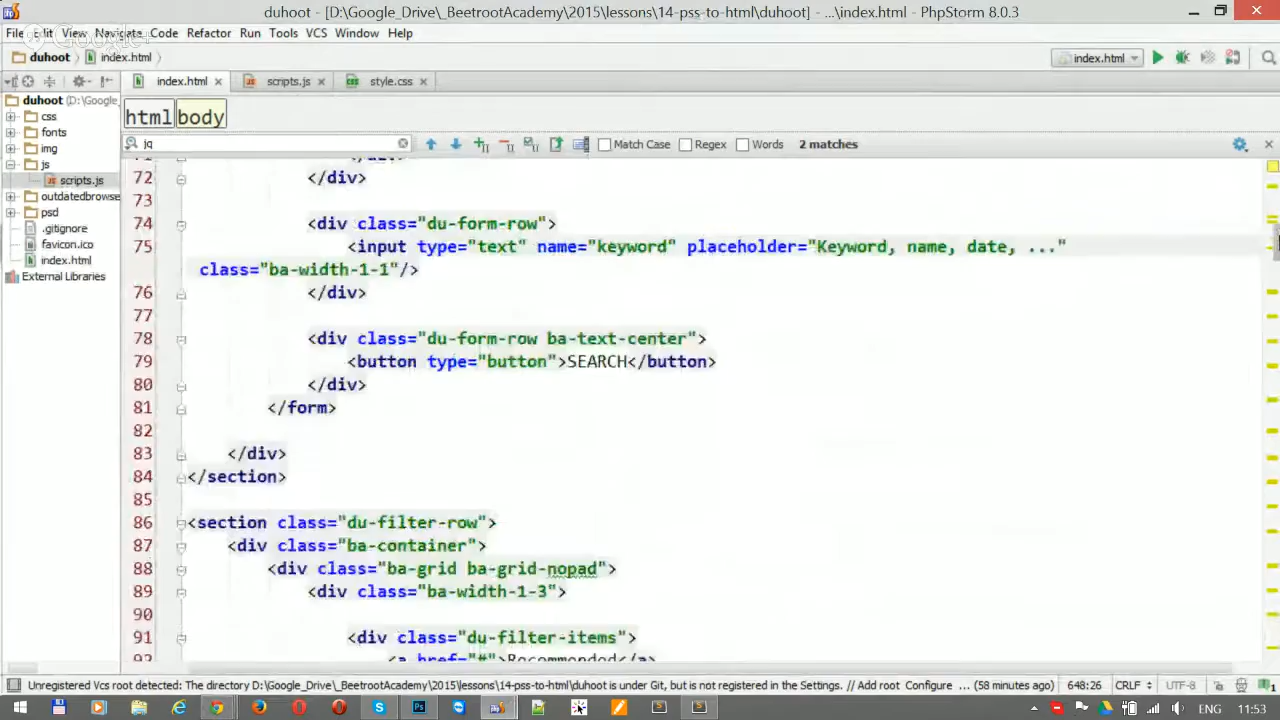 duhoot - [D:\Google_Drive\_BeetrootAcademy\2015\lessons\14-pss-to-html\duhoot] - ...\index.html - PhpStorm 8.0.3
File Edit View Navigate Code Refactor Run Tools VCS Window Help
Google+
duhoot index.html index.html
index.html scripts.js style.css
duhoot (D:\Google_
html body
css
jq Match Case Regex Words 2 matches
fonts
img
js
scripts.js
outdatedbrowse
psd
.gitignore
favicon.ico
index.html
External Libraries
72 </div>
73
74 <div class="du-form-row">
75 <input type="text" name="keyword" placeholder="Keyword, name, date, ..."
class="ba-width-1-1"/>
76 </div>
77
78 <div class="du-form-row ba-text-center">
79 <button type="button">SEARCH</button>
80 </div>
81 </form>
82
83 </div>
84 </section>
85
86 <section class="du-filter-row">
87 <div class="ba-container">
88 <div class="ba-grid ba-grid-nopad">
89 <div class="ba-width-1-3">
90
91 <div class="du-filter-items">
92 <a href="#">Recommended</a>
Unregistered Vcs root detected: The directory D:\Google_Drive\_BeetrootAcademy\2015\lessons\14-pss-to-html\duhoot is under Git, but is not registered in the Settings. // Add root Configure ... (58 minutes ago) 648:26 CRLF UTF-8
ENG 11:53